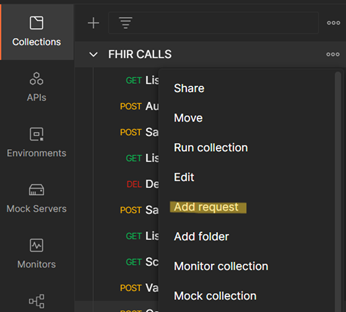 Collections
APIs
Environments
Mock Servers
Monitors
FHIR CALLS
GET Lis
POST Au
POST Sa
GET Lis
DEL De
POST Sa
GET Lis
GET Sc
POST Va
Share
Move
Run collection
Edit
Add request
Add folder
Monitor collection
Mock collection